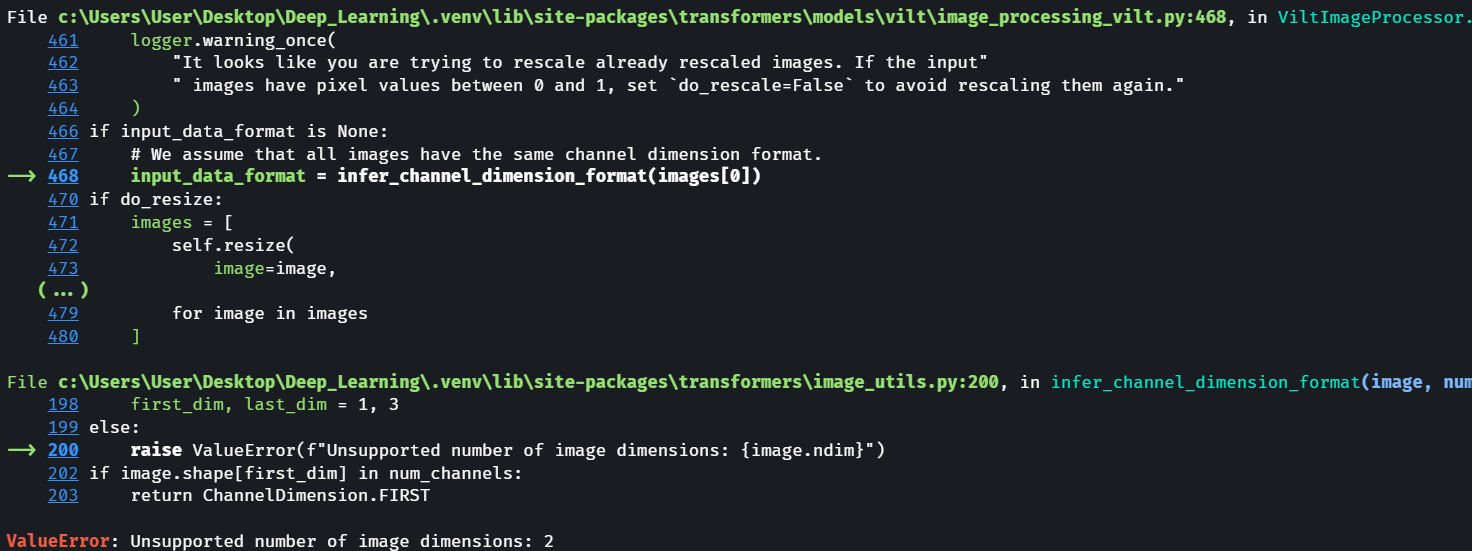 File c:\Users\User\Desktop\Deep_Learning\.venv\lib\site-packages\transformers\models\vilt\image_processing_vilt.py:468, in ViltImageProcessor.
461     logger.warning_once(
462         "It looks like you are trying to rescale already rescaled images. If the input"
463         " images have pixel values between 0 and 1, set `do_rescale=False` to avoid rescaling them again."
464     )
466 if input_data_format is None:
467     # We assume that all images have the same channel dimension format.
--> 468     input_data_format = infer_channel_dimension_format(images[0])
470 if do_resize:
471     images = [
472         self.resize(
473             image=image,
(...)
479         for image in images
480     ]
File c:\Users\User\Desktop\Deep_Learning\.venv\lib\site-packages\transformers\image_utils.py:200, in infer_channel_dimension_format(image, num
198     first_dim, last_dim = 1, 3
199 else:
--> 200     raise ValueError(f"Unsupported number of image dimensions: {image.ndim}")
202 if image.shape[first_dim] in num_channels:
203     return ChannelDimension.FIRST
ValueError: Unsupported number of image dimensions: 2